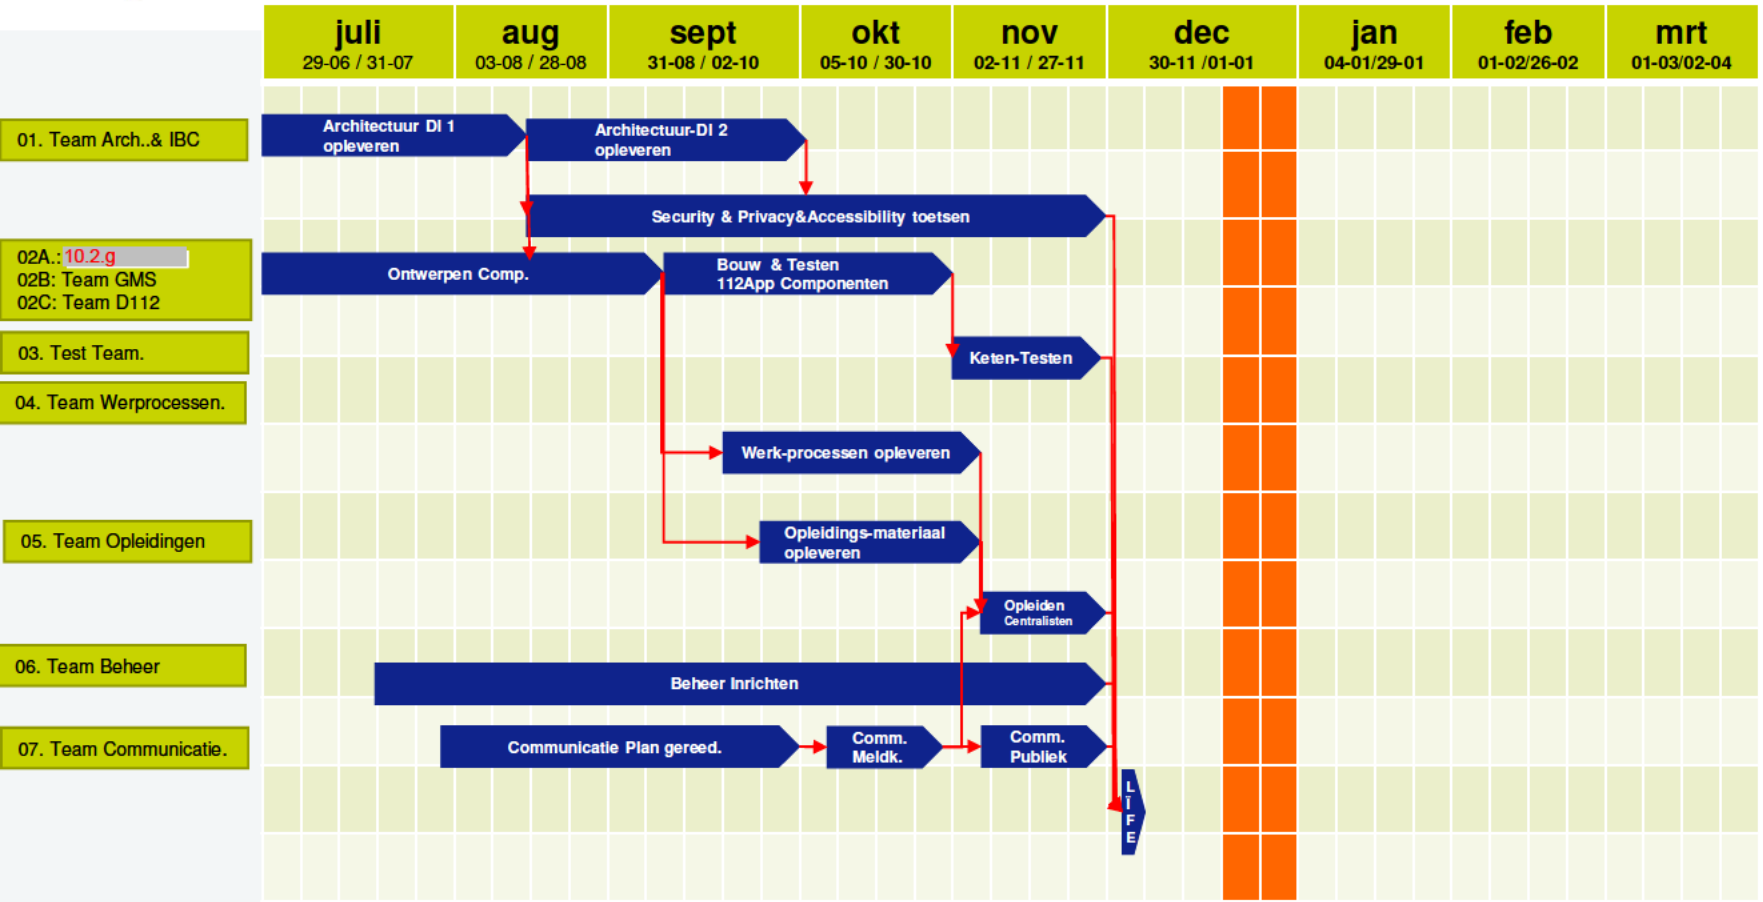 juli
29-06 / 31-07
aug
03-08 / 28-08
sept
31-08 / 02-10
okt
05-10 / 30-10
nov
02-11 / 27-11
dec
30-11 /01-01
jan
04-01/29-01
feb
01-02/26-02
mrt
01-03/02-04
01. Team Arch..& IBC
Architectuur DI 1
opleveren
Architectuur-DI 2
opleveren
Security & Privacy&Accessibility toetsen
02A.: 10.2.g
02B: Team GMS
02C: Team D112
Ontwerpen Comp.
Bouw & Testen
112App Componenten
03. Test Team.
Keten-Testen
04. Team Werprocessen.
Werk-processen opleveren
05. Team Opleidingen
Opleidings-materiaal
opleveren
Opleiden
Centralisten
06. Team Beheer
Beheer Inrichten
07. Team Communicatie.
Communicatie Plan gereed.
Comm.
Meldk.
Comm.
Publiek
L
Ï
F
E